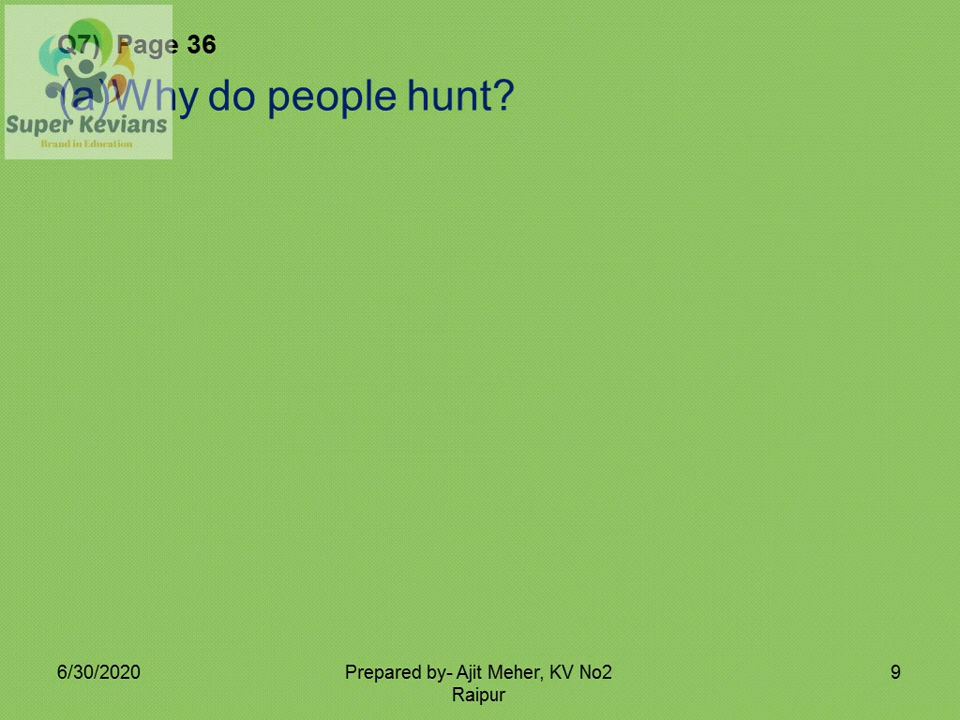 Q7) Page 36
(a)Why do people hunt?
Super Kevians
Brand in Education
6/30/2020
Prepared by- Ajit Meher, KV No2
Raipur
9